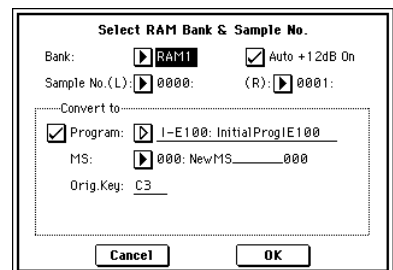 Select RAM Bank & Sample No.
Bank: RAM1 Auto +12dB On
Sample No.(L): 0000: (R): 0001:
Convert to
Program: I-E100: InitialProgIE100
MS: 000: NewMS________000
Orig.Key: C3
Cancel OK